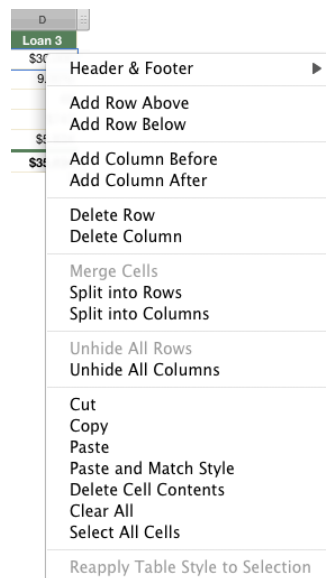 D
Loan 3
Header & Footer
Add Row Above
Add Row Below
Add Column Before
Add Column After
Delete Row
Delete Column
Merge Cells
Split into Rows
Split into Columns
Unhide All Rows
Unhide All Columns
Cut
Copy
Paste
Paste and Match Style
Delete Cell Contents
Clear All
Select All Cells
Reapply Table Style to Selection